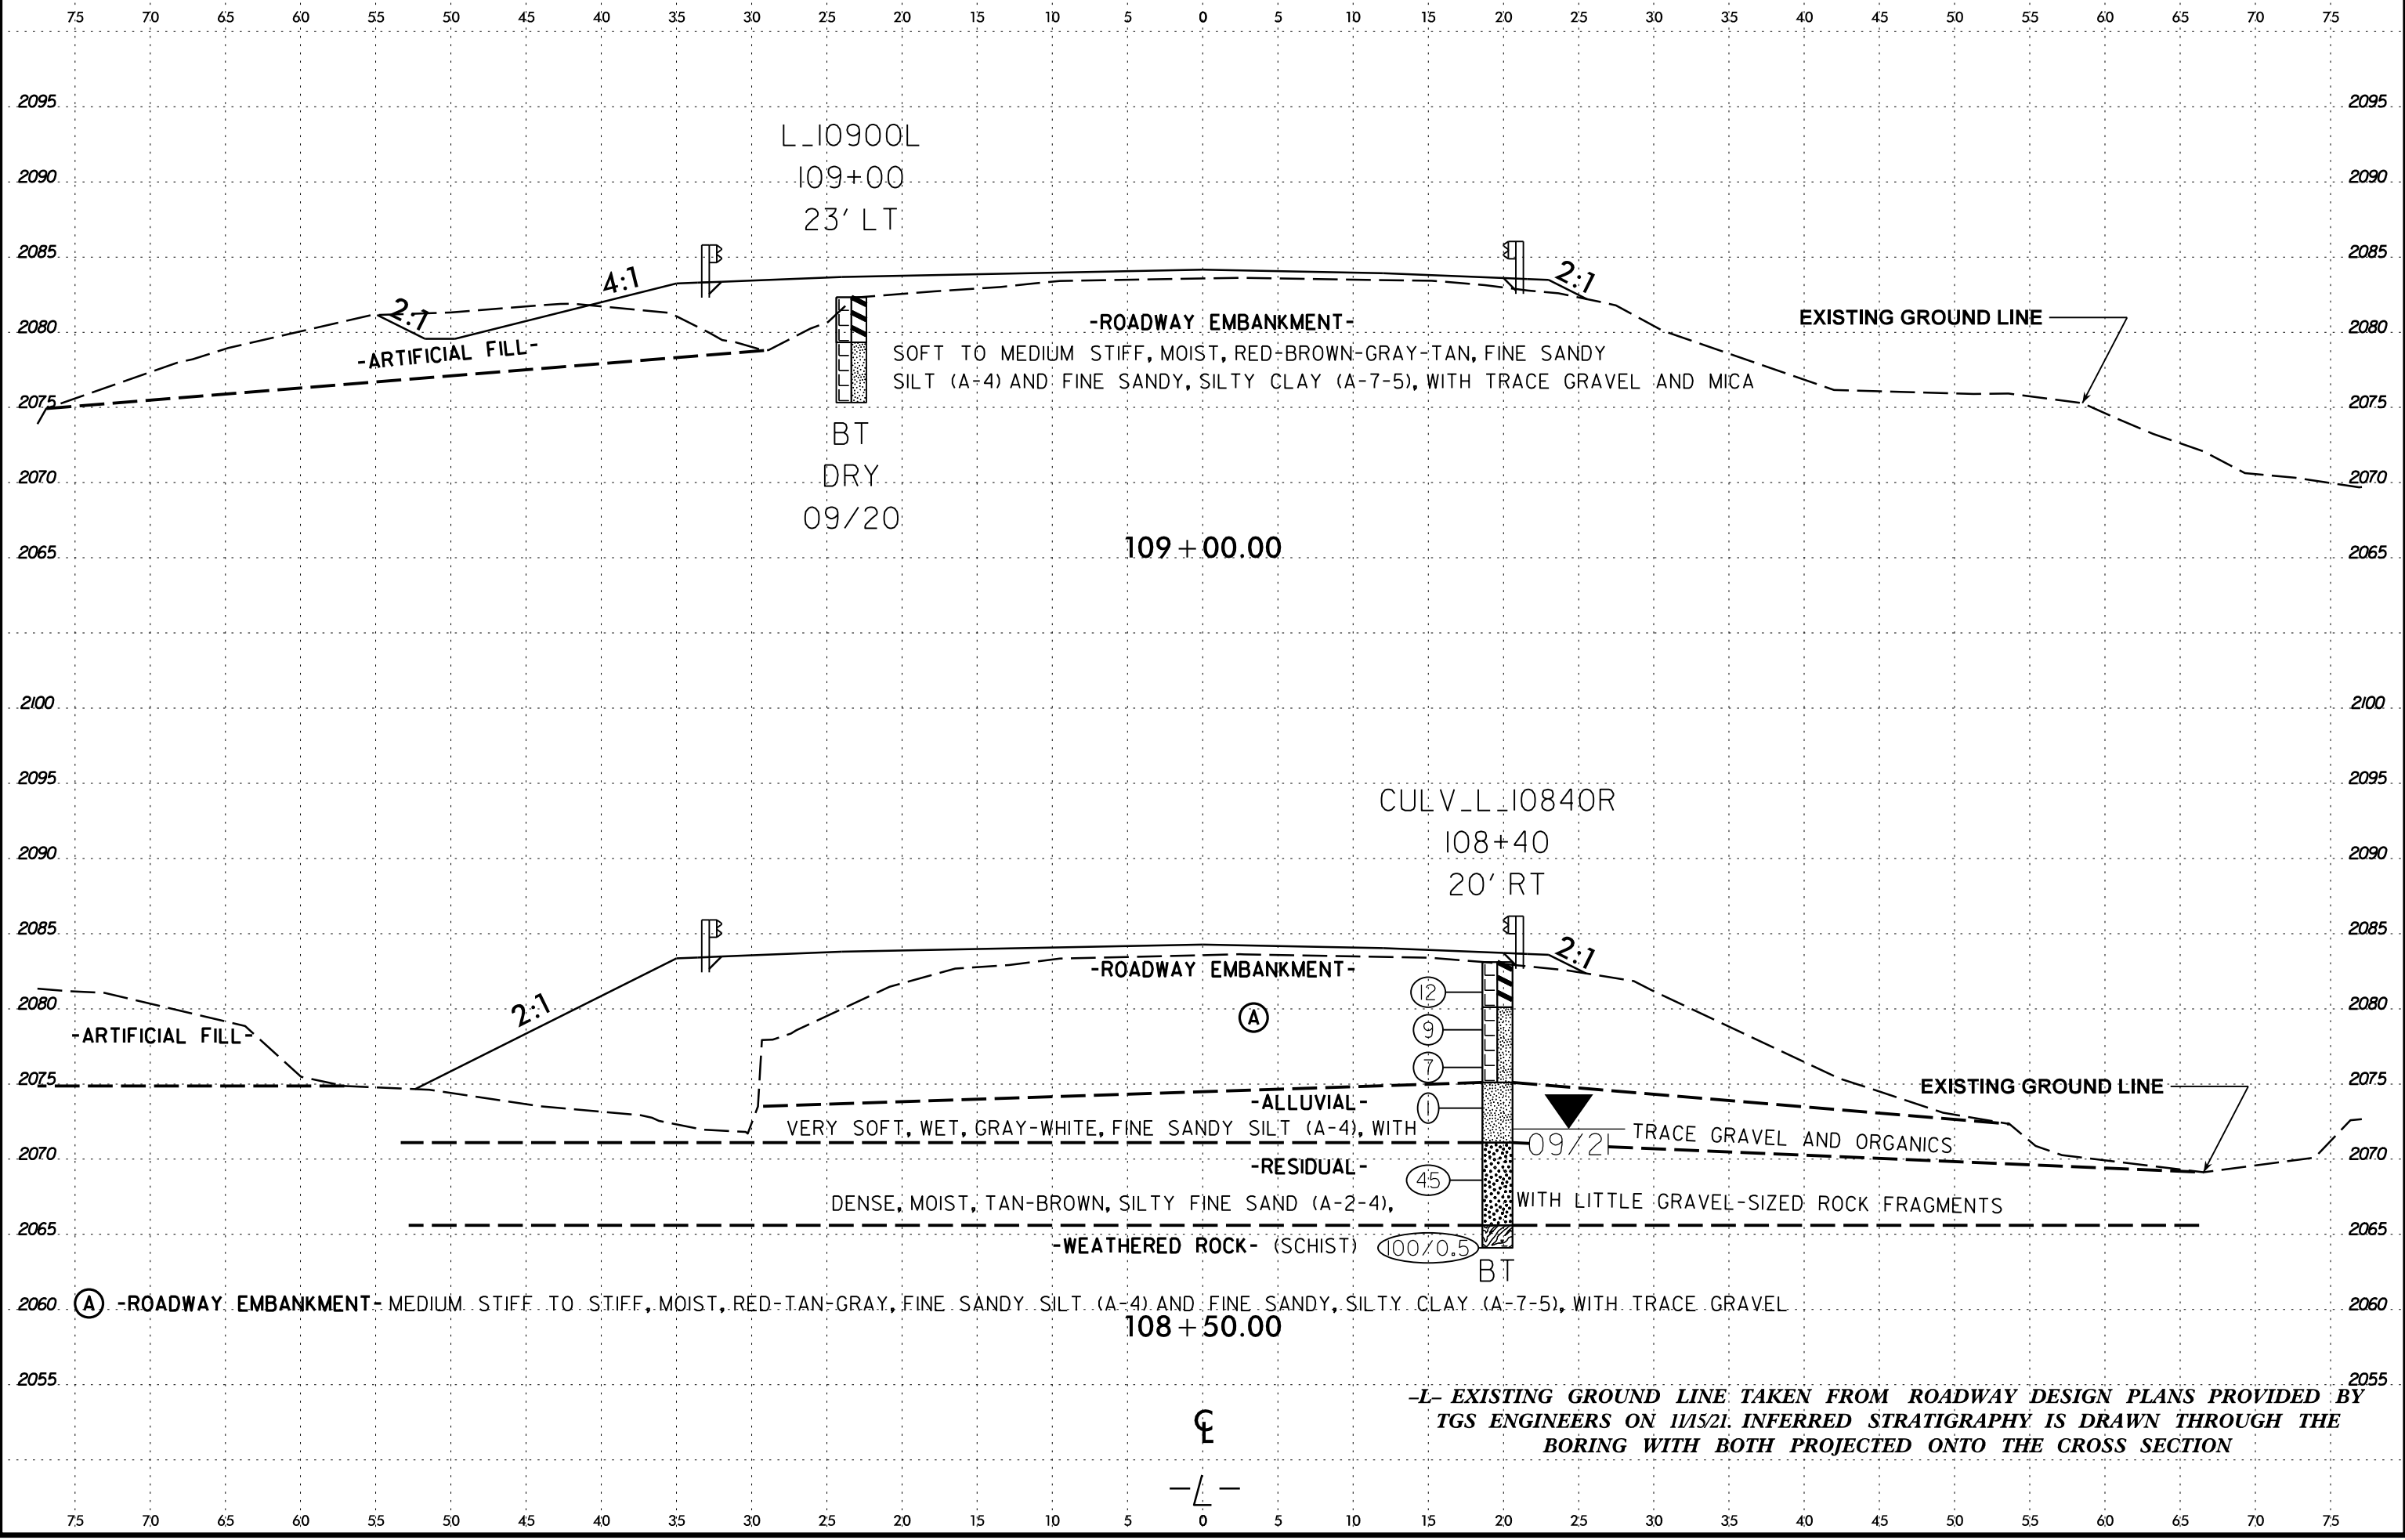 75 70 65 60 55 50 45 40 35 30 25 20 15 10 5 0 5 10 15 20 25 30 35 40 45 50 55 60 65 70 75
2095 2095
L_10900L
2090 109+00 2090
23' LT
2085 2085
4:1 2:1
2:1
2080 -ROADWAY EMBANKMENT- EXISTING GROUND LINE 2080
-ARTIFICIAL FILL-
SOFT TO MEDIUM STIFF, MOIST, RED-BROWN-GRAY-TAN, FINE SANDY
SILT (A-4) AND FINE SANDY, SILTY CLAY (A-7-5), WITH TRACE GRAVEL AND MICA
2075 2075
BT
2070 DRY 2070
09/20
2065 109+00.00 2065
2100 2100
2095 2095
CULV_L_10840R
2090 108+40 2090
20' RT
2085 2085
2:1
-ROADWAY EMBANKMENT-
12
2080 2:1 A 2080
-ARTIFICIAL FILL- 9
7
2075 EXISTING GROUND LINE 2075
-ALLUVIAL- 1
VERY SOFT, WET, GRAY-WHITE, FINE SANDY SILT (A-4), WITH TRACE GRAVEL AND ORGANICS
09/21
2070 2070
-RESIDUAL- 45
DENSE, MOIST, TAN-BROWN, SILTY FINE SAND (A-2-4), WITH LITTLE GRAVEL-SIZED ROCK FRAGMENTS
2065 2065
-WEATHERED ROCK- (SCHIST) 100/0.5
BT
2060 A -ROADWAY EMBANKMENT- MEDIUM STIFF TO STIFF, MOIST, RED-TAN-GRAY, FINE SANDY SILT (A-4) AND FINE SANDY, SILTY CLAY (A-7-5), WITH TRACE GRAVEL 2060
108+50.00
2055 2055
-L- EXISTING GROUND LINE TAKEN FROM ROADWAY DESIGN PLANS PROVIDED BY
TGS ENGINEERS ON 11/15/21. INFERRED STRATIGRAPHY IS DRAWN THROUGH THE
BORING WITH BOTH PROJECTED ONTO THE CROSS SECTION
℄
-L-
75 70 65 60 55 50 45 40 35 30 25 20 15 10 5 0 5 10 15 20 25 30 35 40 45 50 55 60 65 70 75